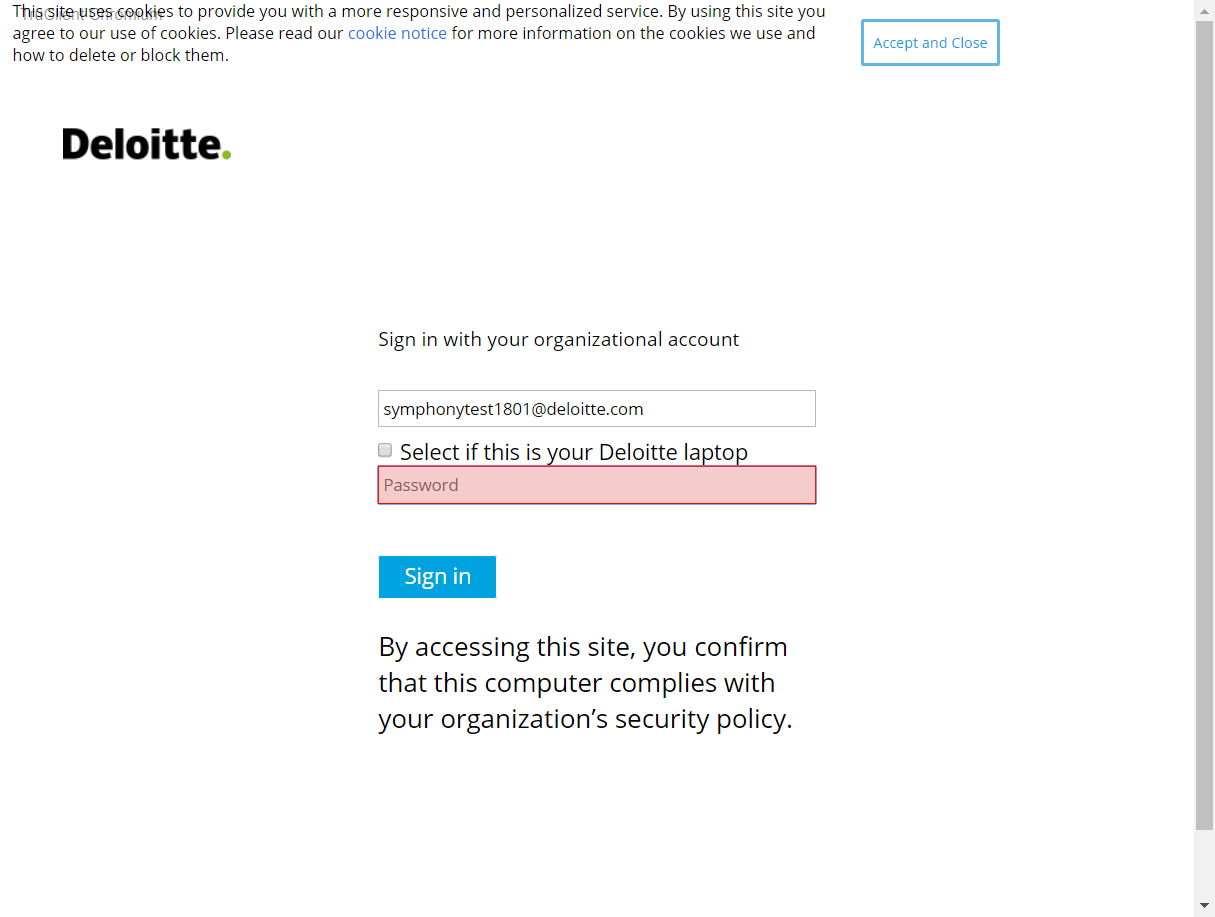 TruClient Chromium
This site uses cookies to provide you with a more responsive and personalized service. By using this site you
agree to our use of cookies. Please read our cookie notice for more information on the cookies we use and
how to delete or block them.
Accept and Close
Deloitte.
Sign in with your organizational account
symphonytest1801@deloitte.com
Select if this is your Deloitte laptop
Password
Sign in
By accessing this site, you confirm
that this computer complies with
your organization’s security policy.